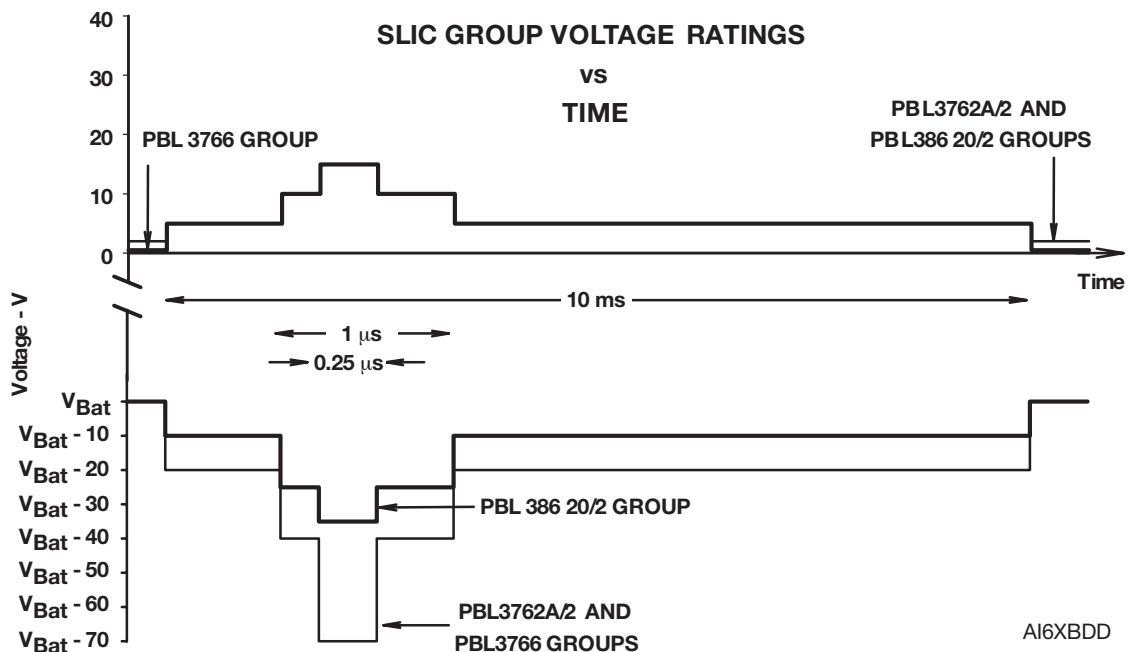 SLIC GROUP VOLTAGE RATINGS
vs
TIME
40
30
20
10
0
PBL 3766 GROUP
PBL3762A/2 AND
PBL386 20/2 GROUPS
Time
10 ms
1 μs
0.25 μs
Voltage - V
VBat
VBat - 10
VBat - 20
VBat - 30
VBat - 40
VBat - 50
VBat - 60
VBat - 70
PBL 386 20/2 GROUP
PBL3762A/2 AND
PBL3766 GROUPS
AI6XBDD